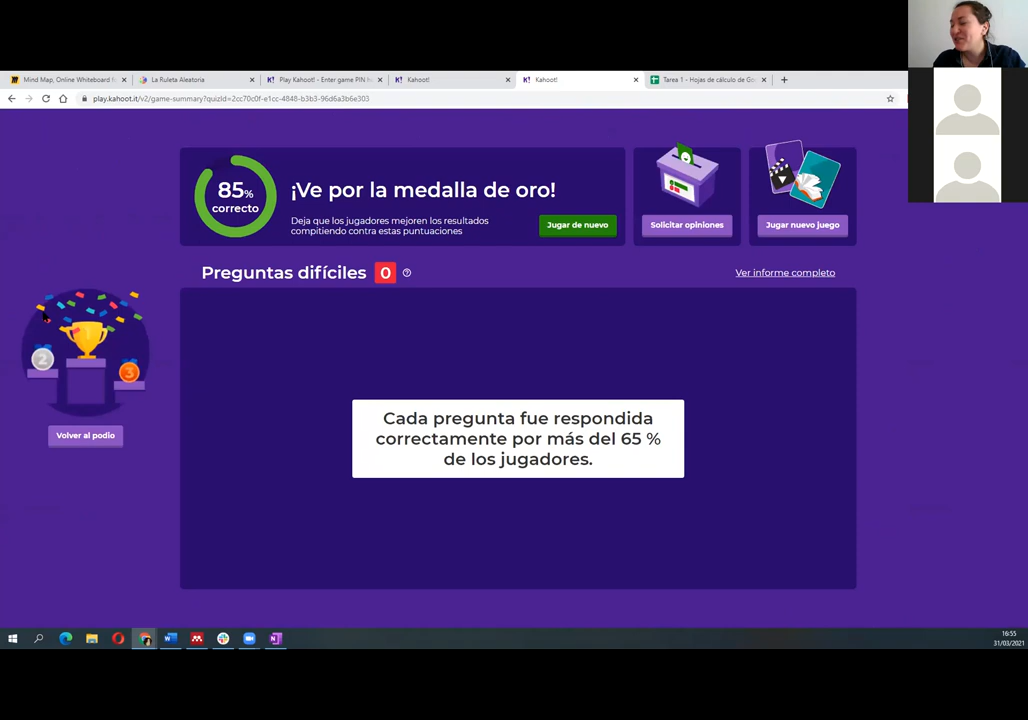 Mind Map, Online Whiteboard
La Ruleta Aleatoria
Play Kahoot! - Enter game PIN
Kahoot!
Kahoot!
Tarea 1 - Hojas de cálculo de Go
play.kahoot.it/v2/game-summary?quizId=2cc70c0f-e1cc-4848-b3b3-96d6a3b6e303
85%
correcto
¡Ve por la medalla de oro!
Deja que los jugadores mejoren los resultados
compitiendo contra estas puntuaciones
Jugar de nuevo
Solicitar opiniones
Jugar nuevo juego
Preguntas difíciles 0
Ver informe completo
2
3
Volver al podio
Cada pregunta fue respondida
correctamente por más del 65 %
de los jugadores.
16:55
31/03/2021